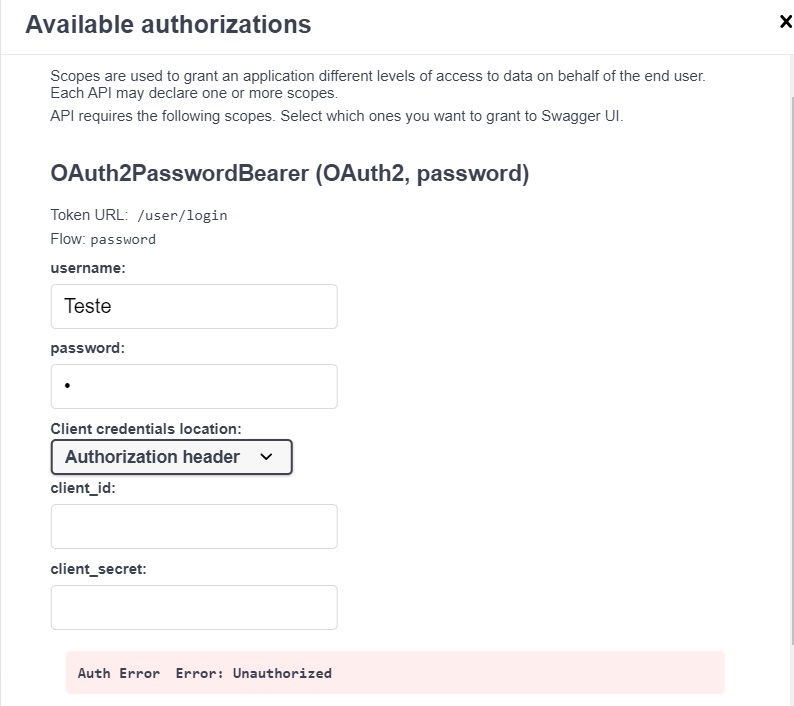 Available authorizations
Scopes are used to grant an application different levels of access to data on behalf of the end user.
Each API may declare one or more scopes.
API requires the following scopes. Select which ones you want to grant to Swagger UI.
OAuth2PasswordBearer (OAuth2, password)
Token URL: /user/login
Flow: password
username:
Teste
password:
•
Client credentials location:
Authorization header
client_id:
client_secret:
Auth Error Error: Unauthorized